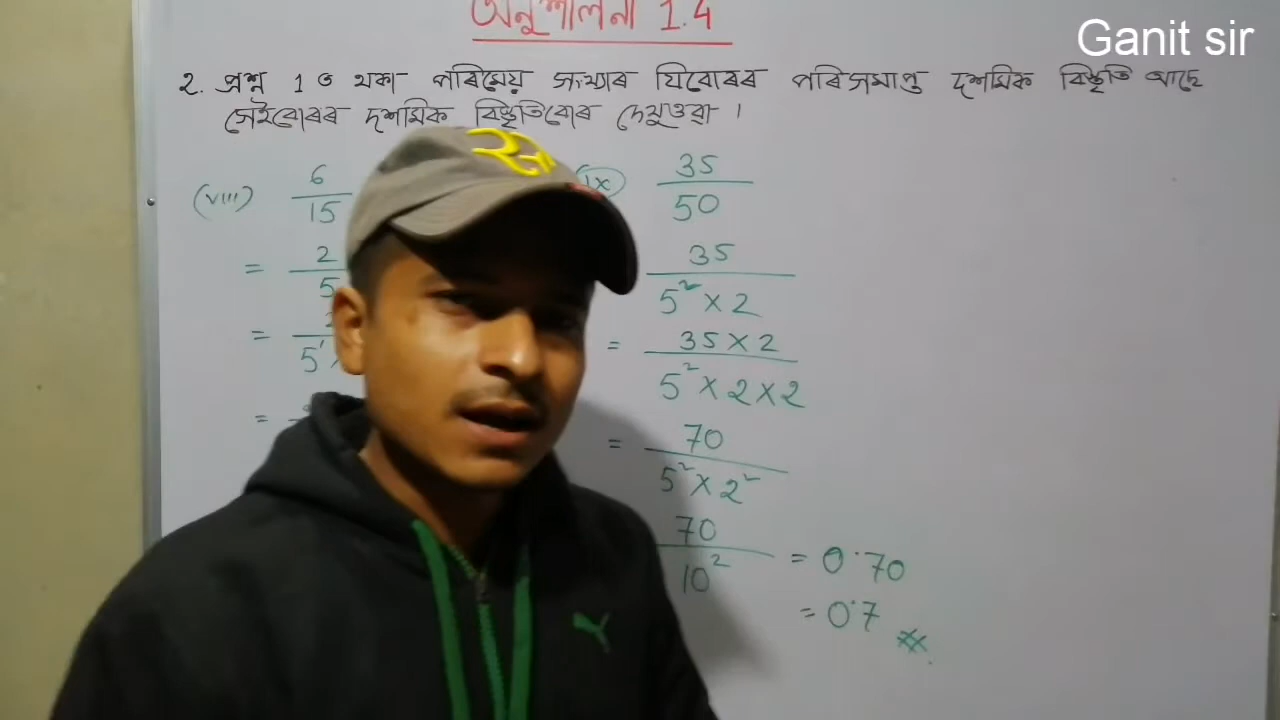 অনুশীলনী 1.4
Ganit sir
2. প্ৰশ্ন 1 ত থকা পৰিমেয় সংখ্যাৰ যিবোৰৰ পৰিসমাপ্ত দশমিক বিস্তৃতি আছে
সেইবোৰৰ দশমিক বিস্তৃতিবোৰ দেখুওৱা ।
(viii) 6/15
= 2/5
=
5¹
=
ix 35/50
35/5² × 2
= 35 × 2/5² × 2 × 2
= 70/5² × 2²
70/10² = 0.70
= 0.7